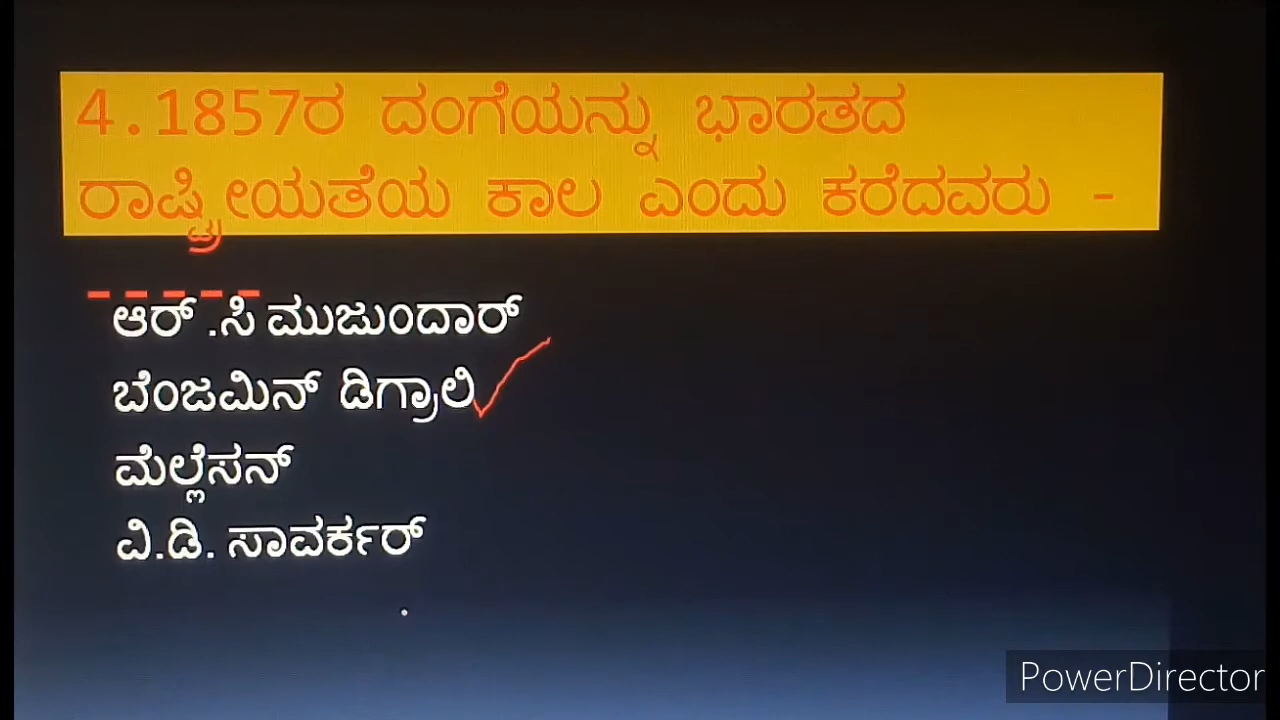 4.1857ರ ದಂಗೆಯನ್ನು ಭಾರತದ
ರಾಷ್ಟ್ರೀಯತೆಯ ಕಾಲ ಎಂದು ಕರೆದವರು -
ಆರ್ .ಸಿ ಮುಜುಂದಾರ್
ಬೆಂಜಮಿನ್ ಡಿಗ್ರಾಲಿ
ಮೆಲ್ಲೆಸನ್
ವಿ.ಡಿ. ಸಾವರ್ಕರ್
PowerDirector